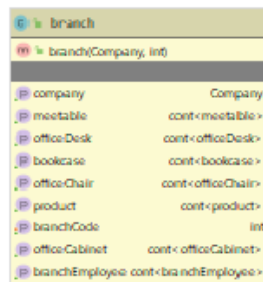 branch
branch(Company, int)
company Company
meetable cont<meetable>
officeDesk cont<officeDesk>
bookcase cont<bookcase>
officeChair cont<officeChair>
product cont<product>
branchCode int
officeCabinet cont<officeCabinet>
branchEmployee cont<branchEmployee>